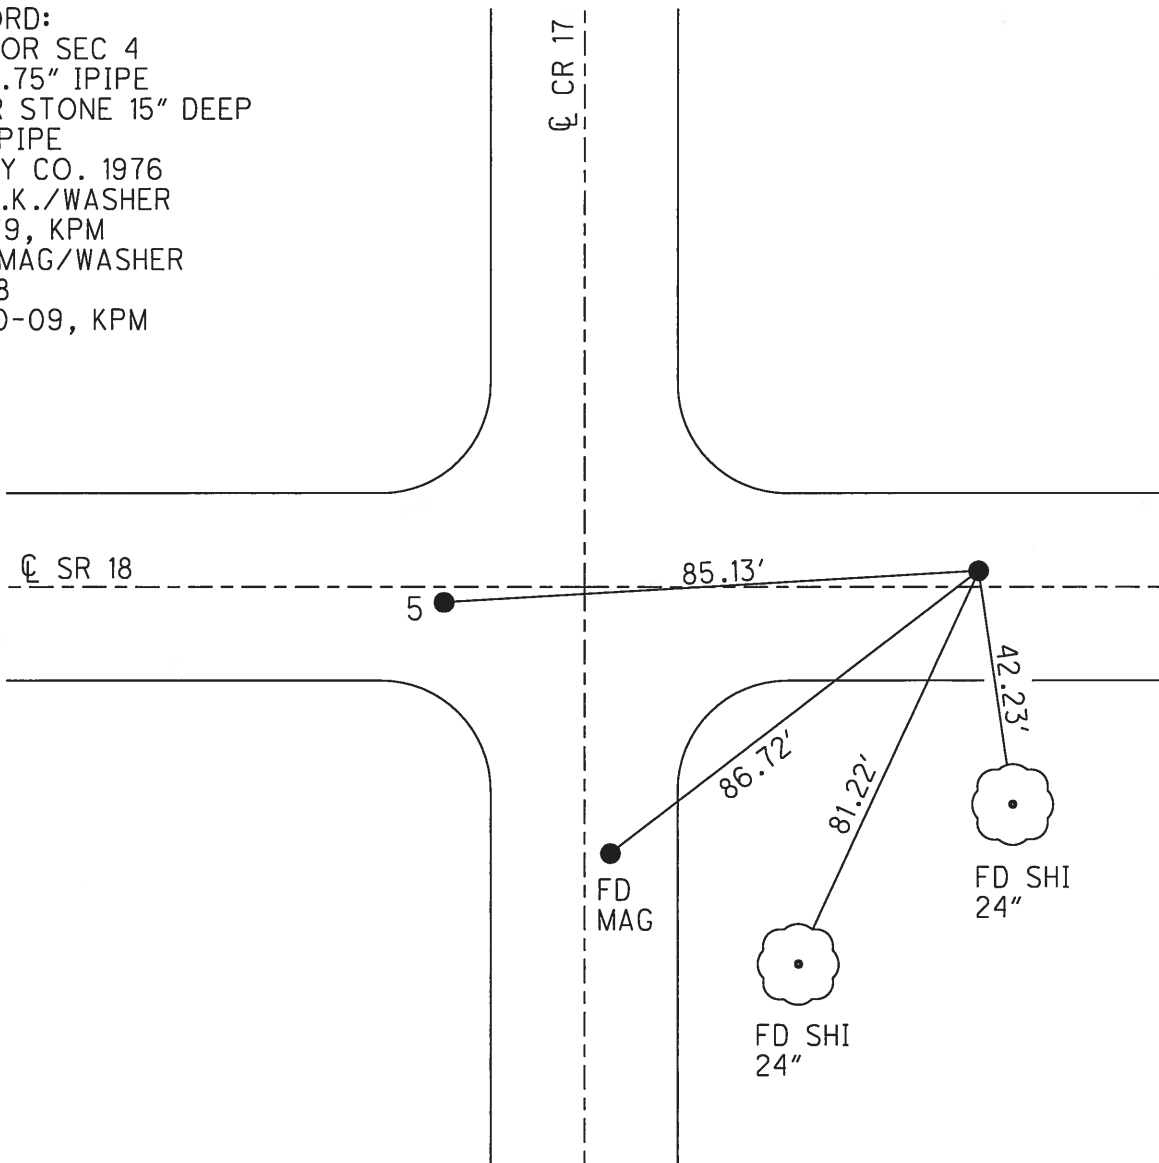 ORD:
OR SEC 4
.75" IPIPE
R STONE 15" DEEP
PIPE
Y CO. 1976
.K./WASHER
9, KPM
MAG/WASHER
8
0-09, KPM
℄ CR 17
℄ SR 18
85.13'
5
42.23'
86.72'
81.22'
FD
MAG
FD SHI
24"
FD SHI
24"